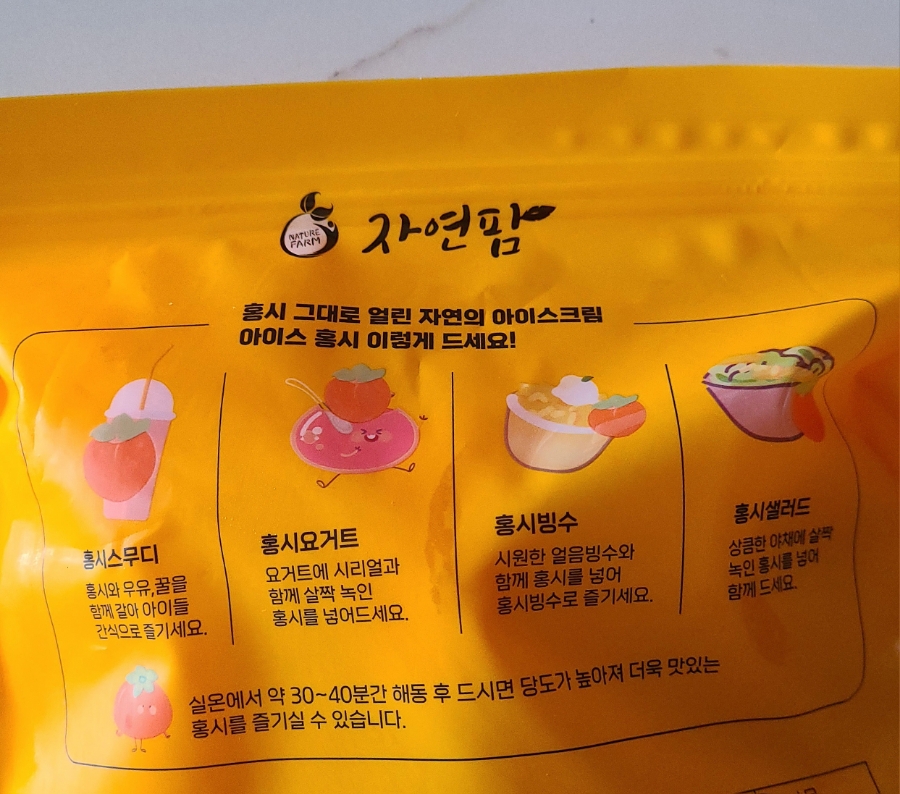 NATURE
FARM
자연팜
홍시 그대로 얼린 자연의 아이스크림
아이스 홍시 이렇게 드세요!
홍시스무디
홍시와 우유,꿀을
함께 갈아 아이들
간식으로 즐기세요.
홍시요거트
요거트에 시리얼과
함께 살짝 녹인
홍시를 넣어드세요.
홍시빙수
시원한 얼음빙수와
함께 홍시를 넣어
홍시빙수로 즐기세요.
홍시샐러드
상큼한 야채에 살짝
녹인 홍시를 넣어
함께 드세요.
실온에서 약 30~40분간 해동 후 드시면 당도가 높아져 더욱 맛있는
홍시를 즐기실 수 있습니다.